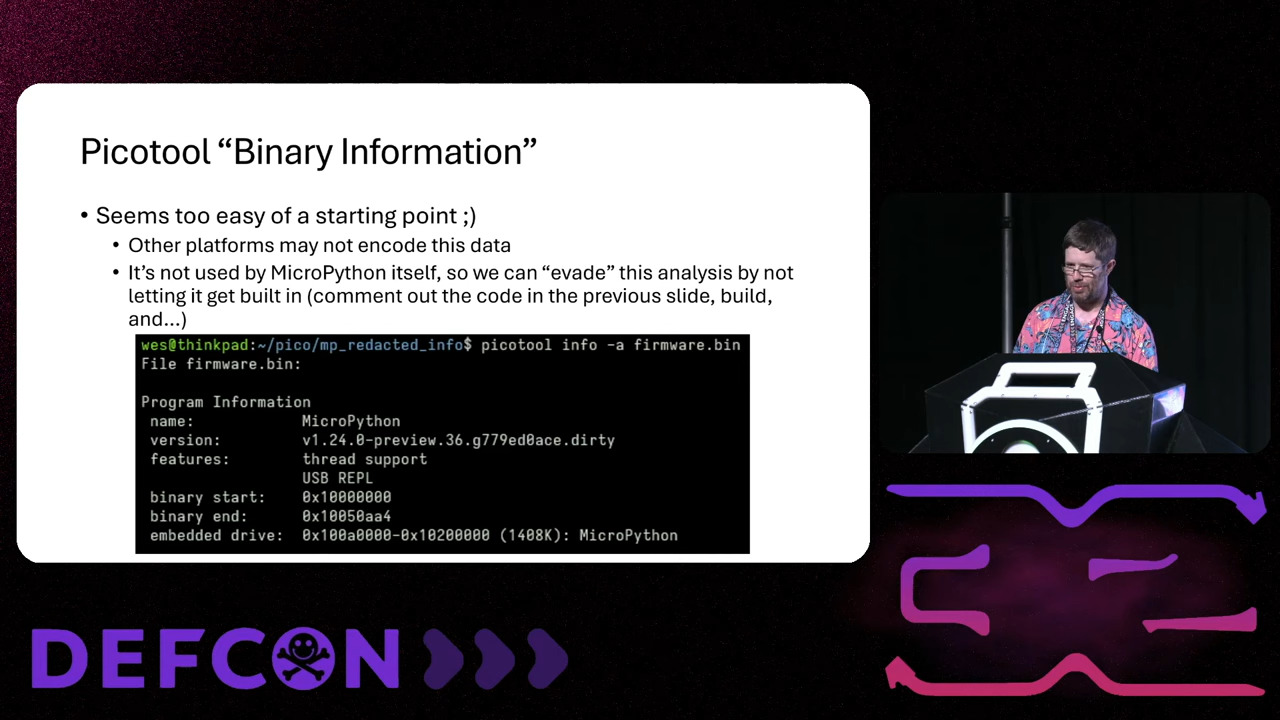 Picotool “Binary Information”
• Seems too easy of a starting point ;)
• Other platforms may not encode this data
• It’s not used by MicroPython itself, so we can “evade” this analysis by not
letting it get built in (comment out the code in the previous slide, build,
and...)
wes@thinkpad:~/pico/mp_redacted_info$ picotool info -a firmware.bin
File firmware.bin:
Program Information
name: MicroPython
version: v1.24.0-preview.36.g779ed0ace.dirty
features: thread support
USB REPL
binary start: 0x10000000
binary end: 0x10050aa4
embedded drive: 0x100a0000-0x10200000 (1408K): MicroPython
DEFCON